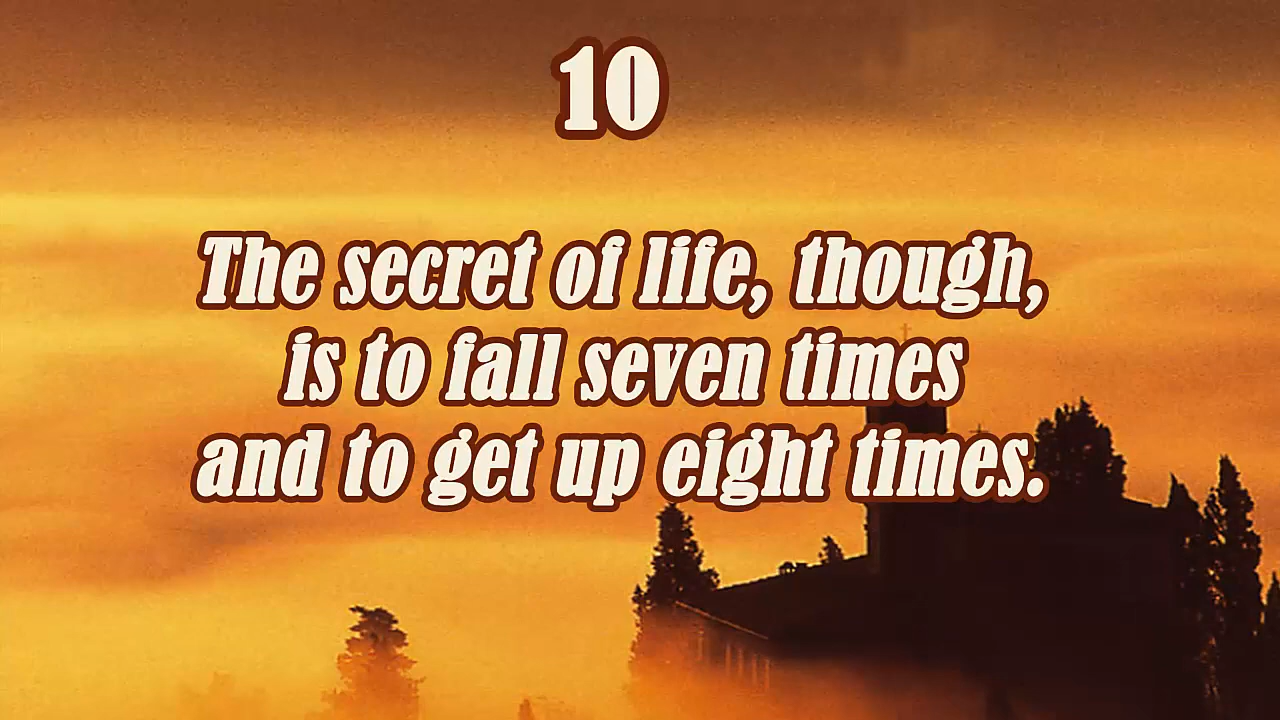 10
The secret of life, though,
is to fall seven times
and to get up eight times.